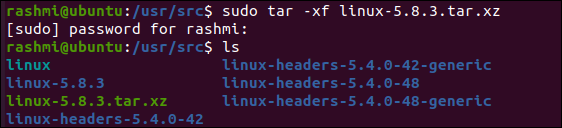 rashmi@ubuntu:/usr/src$ sudo tar -xf linux-5.8.3.tar.xz
[sudo] password for rashmi:
rashmi@ubuntu:/usr/src$ ls
linux linux-headers-5.4.0-42-generic
linux-5.8.3 linux-headers-5.4.0-48
linux-5.8.3.tar.xz linux-headers-5.4.0-48-generic
linux-headers-5.4.0-42